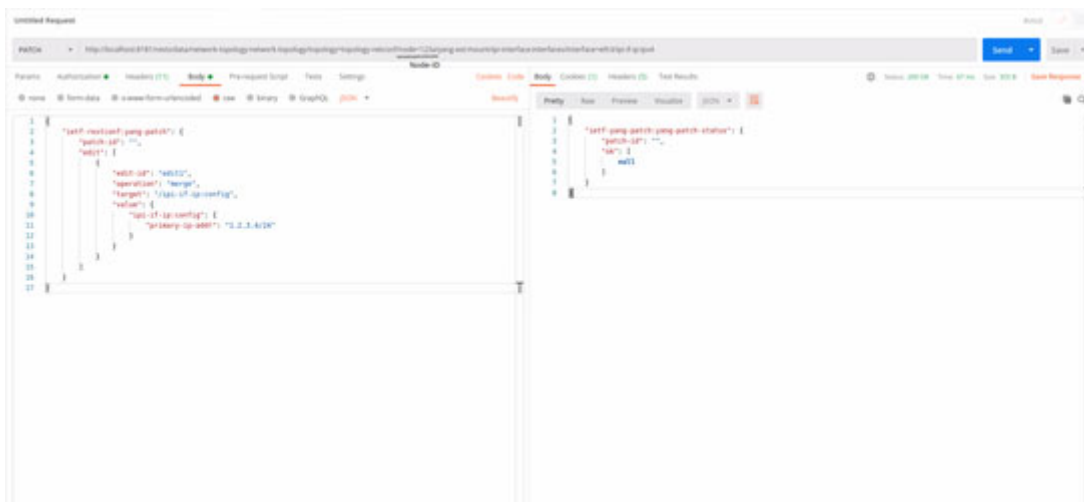 Untitled Request
PATCH
Send
Save
Node-ID
Params Authorization Headers (11) Body Pre-request Script Tests Settings Cookies Code
Body Cookies (1) Headers (5) Test Results Save Response
none form-data x-www-form-urlencoded raw binary GraphQL JSON Beautify
Pretty Raw Preview Visualize JSON
1 {
2 "ietf-restconf:yang-patch": {
3 "patch-id": "",
4 "edit": [
5 {
6 "edit-id": "edit1",
7 "operation": "merge",
8 "target": "/ipi-if-ip:config",
9 "value": {
10 "ipi-if-ip:config": {
11 "primary-ip-addr": "1.2.3.4/24"
12 }
13 }
14 }
15 ]
16 }
17 }
1 {
2 "ietf-yang-patch:yang-patch-status": {
3 "patch-id": "",
4 "ok": [
5 null
6 ]
7 }
8 }